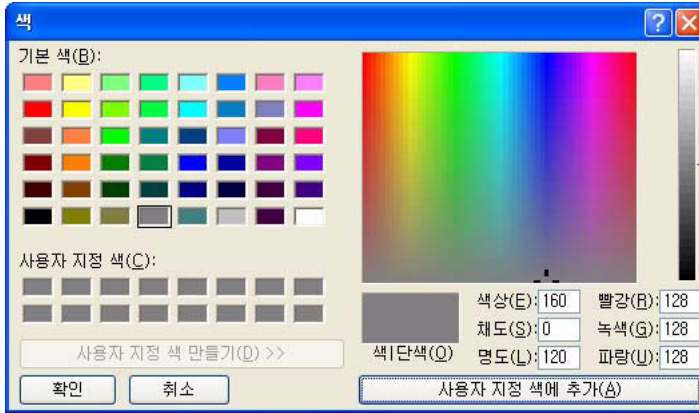 색
기본 색(B):
사용자 지정 색(C):
사용자 지정 색 만들기(D) >>
확인 취소
색상(E): 160 빨강(R): 128
채도(S): 0 녹색(G): 128
색|단색(O) 명도(L): 120 파랑(U): 128
사용자 지정 색에 추가(A)